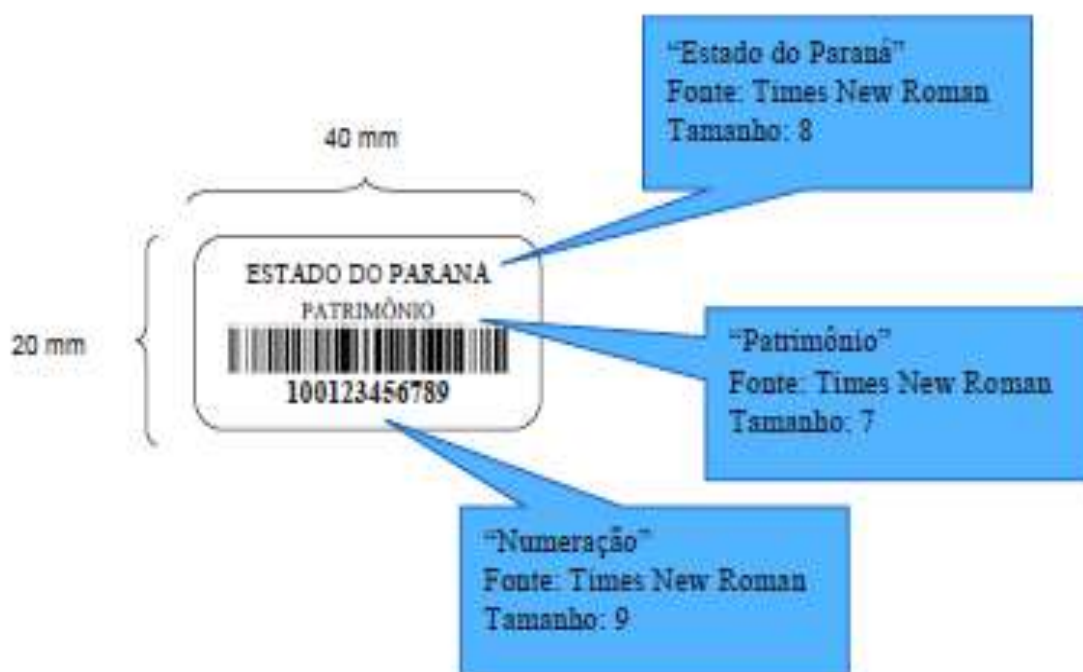 "Estado do Paraná"
Fonte: Times New Roman
Tamanho: 8
40 mm
20 mm
ESTADO DO PARANÁ
PATRIMÔNIO
100123456789
"Patrimônio"
Fonte: Times New Roman
Tamanho: 7
"Numeração"
Fonte: Times New Roman
Tamanho: 9